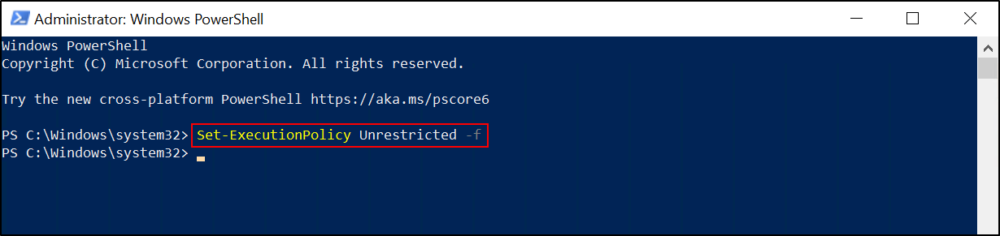 Administrator: Windows PowerShell
Windows PowerShell
Copyright (C) Microsoft Corporation. All rights reserved.
Try the new cross-platform PowerShell https://aka.ms/pscore6
PS C:\Windows\system32> Set-ExecutionPolicy Unrestricted -f
PS C:\Windows\system32>